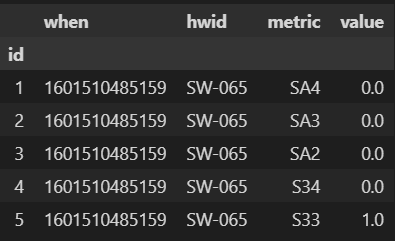 when hwid metric value
id
1 1601510485159 SW-065 SA4 0.0
2 1601510485159 SW-065 SA3 0.0
3 1601510485159 SW-065 SA2 0.0
4 1601510485159 SW-065 S34 0.0
5 1601510485159 SW-065 S33 1.0